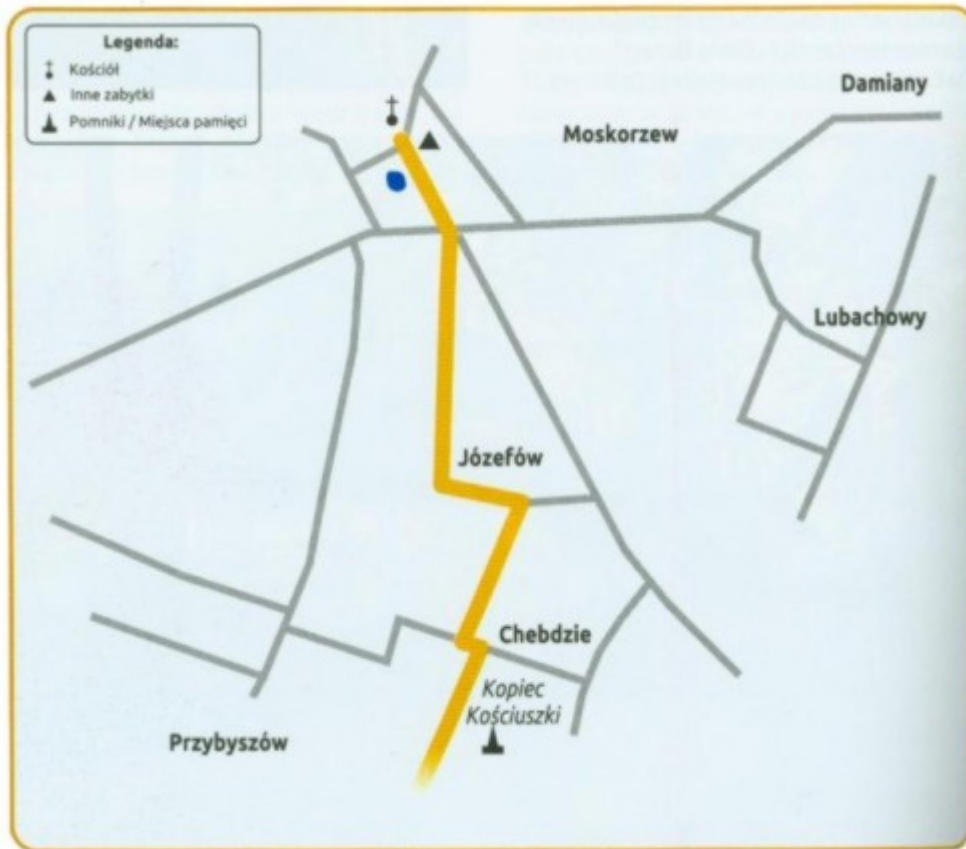 Legenda:
Kościół
Inne zabytki
Pomniki / Miejsca pamięci
Damiany
Moskorzew
Lubachowy
Józefów
Chebdzie
Kopiec
Kościuszki
Przybyszów